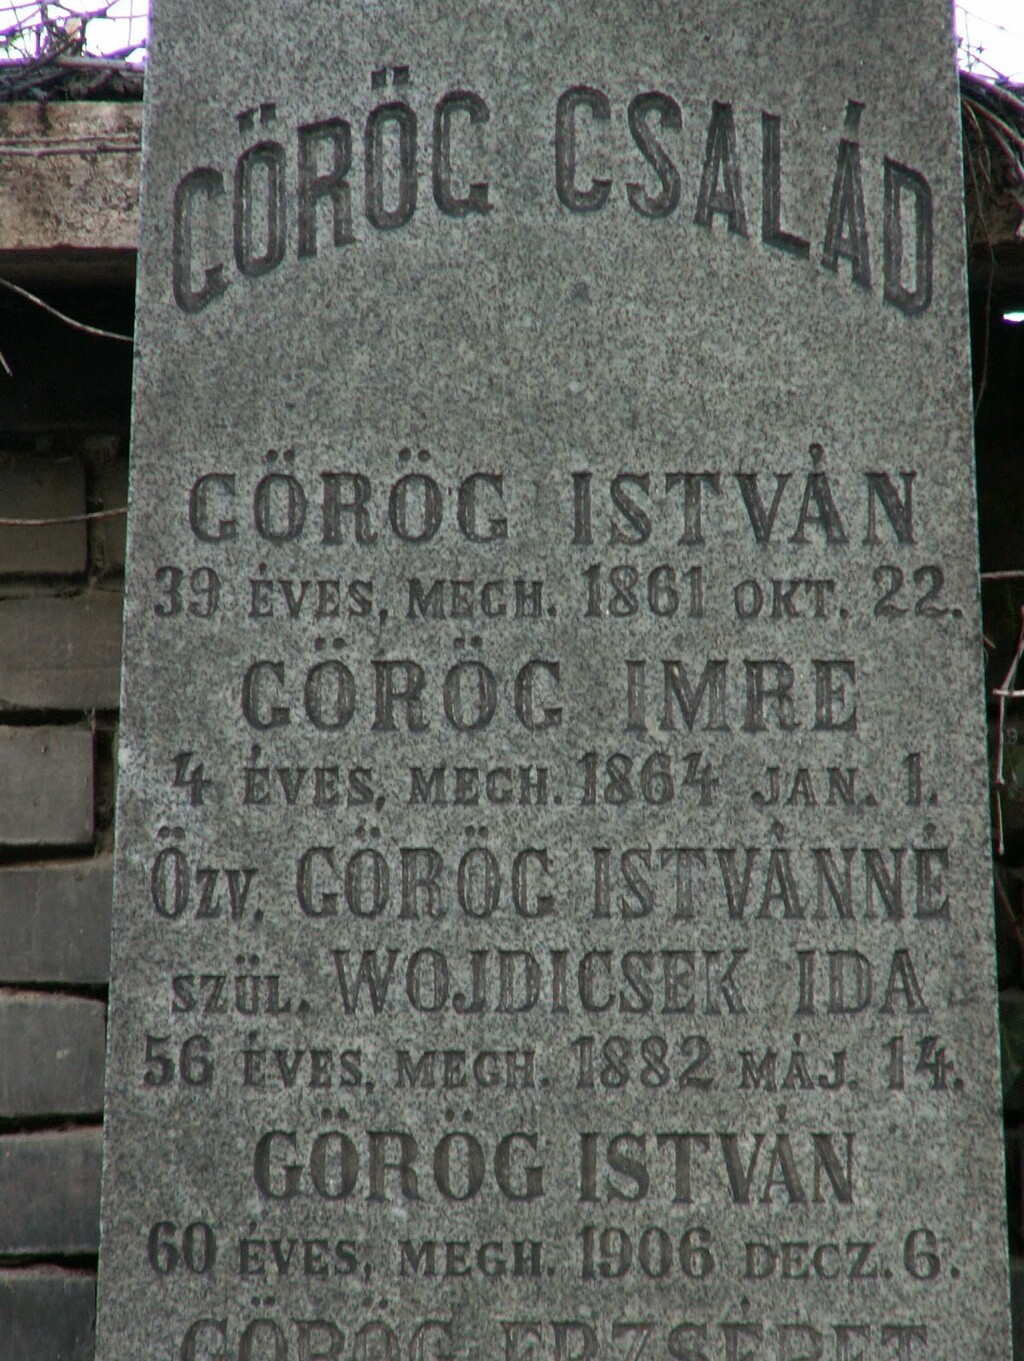 GÖRÖG CSALÁD
GÖRÖG ISTVÁN
39 ÉVES, MEGH. 1861 OKT. 22.
GÖRÖG IMRE
4 ÉVES, MEGH. 1864 JAN. 1.
ÖZV. GÖRÖG ISTVÁNNÉ
SZÜL. WOJDICSEK IDA
56 ÉVES, MEGH. 1882 MÁJ. 14.
GÖRÖG ISTVÁN
60 ÉVES, MEGH. 1906 DECZ. 6.
GÖRÖG ERZSÉBET